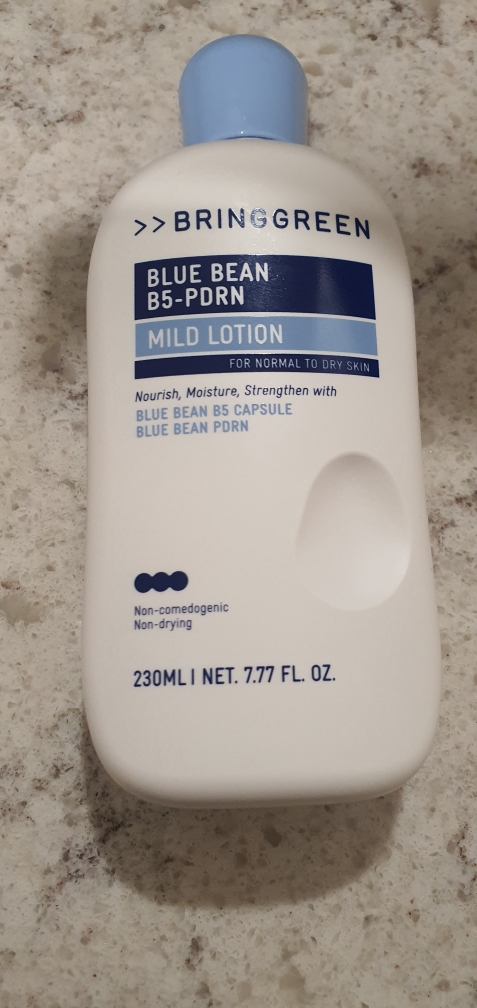 >>BRINGGREEN
BLUE BEAN
B5-PDRN
MILD LOTION
FOR NORMAL TO DRY SKIN
Nourish, Moisture, Strengthen with
BLUE BEAN B5 CAPSULE
BLUE BEAN PDRN
Non-comedogenic
Non-drying
230ML I NET. 7.77 FL. OZ.